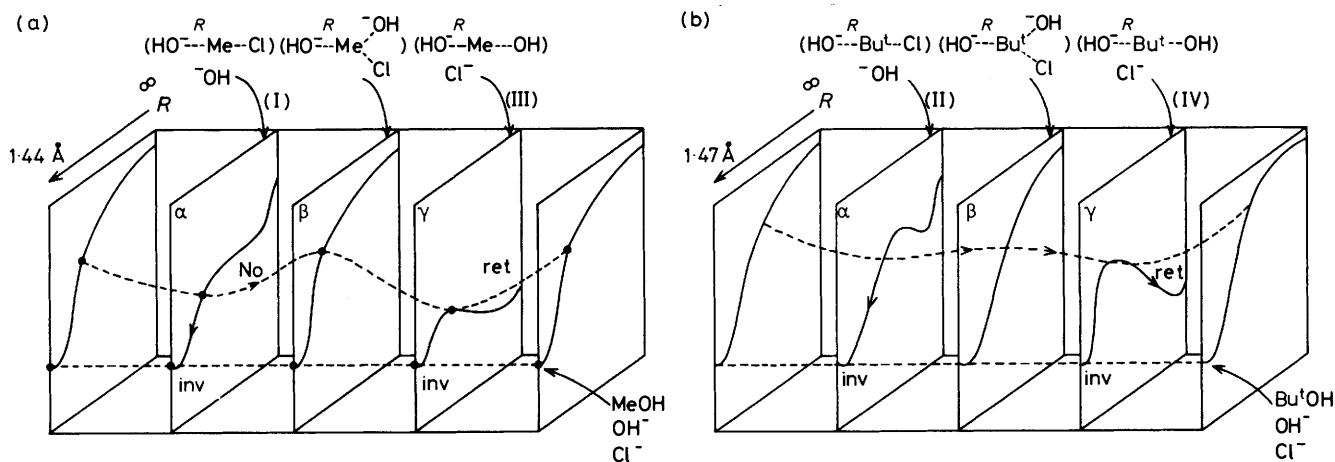 (a)
R R ⁻OH R
(HO⁻---Me—Cl) (HO⁻---Me ) (HO⁻---Me---OH)
Cl
⁻OH Cl⁻
∞ R (I) (III)
1·44 Å
α β γ
No ret
inv inv
MeOH
OH⁻
Cl⁻
(b)
R R ⁻OH R
(HO⁻---Buᵗ—Cl) (HO⁻---Buᵗ ) (HO⁻---Buᵗ---OH)
Cl
⁻OH Cl⁻
∞ R (II) (IV)
1·47 Å
α β γ
ret
inv inv
BuᵗOH
OH⁻
Cl⁻